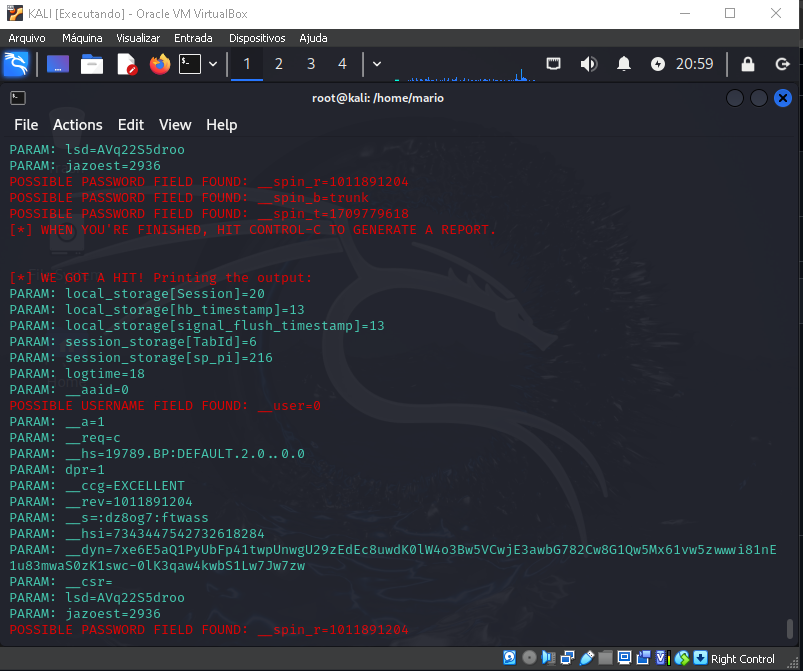 KALI [Executando] - Oracle VM VirtualBox
Arquivo Máquina Visualizar Entrada Dispositivos Ajuda
1 2 3 4 20:59
root@kali: /home/mario
File Actions Edit View Help
PARAM: lsd=AVq22S5droo
PARAM: jazoest=2936
POSSIBLE PASSWORD FIELD FOUND: __spin_r=1011891204
POSSIBLE PASSWORD FIELD FOUND: __spin_b=trunk
POSSIBLE PASSWORD FIELD FOUND: __spin_t=1709779618
[*] WHEN YOU'RE FINISHED, HIT CONTROL-C TO GENERATE A REPORT.
[*] WE GOT A HIT! Printing the output:
PARAM: local_storage[Session]=20
PARAM: local_storage[hb_timestamp]=13
PARAM: local_storage[signal_flush_timestamp]=13
PARAM: session_storage[TabId]=6
PARAM: session_storage[sp_pi]=216
PARAM: logtime=18
PARAM: __aaid=0
POSSIBLE USERNAME FIELD FOUND: __user=0
PARAM: __a=1
PARAM: __req=c
PARAM: __hs=19789.BP:DEFAULT.2.0..0.0
PARAM: dpr=1
PARAM: __ccg=EXCELLENT
PARAM: __rev=1011891204
PARAM: __s=:dz8og7:ftwass
PARAM: __hsi=7343447542732618284
PARAM: __dyn=7xe6E5aQ1PyUbFp41twpUnwgU29zEdEc8uwdK0lW4o3Bw5VCwjE3awbG782Cw8G1Qw5Mx61vw5zwwwi81nE
1u83mwaS0zK1swc-0lK3qaw4kwbS1Lw7Jw7zw
PARAM: __csr=
PARAM: lsd=AVq22S5droo
PARAM: jazoest=2936
POSSIBLE PASSWORD FIELD FOUND: __spin_r=1011891204
Right Control